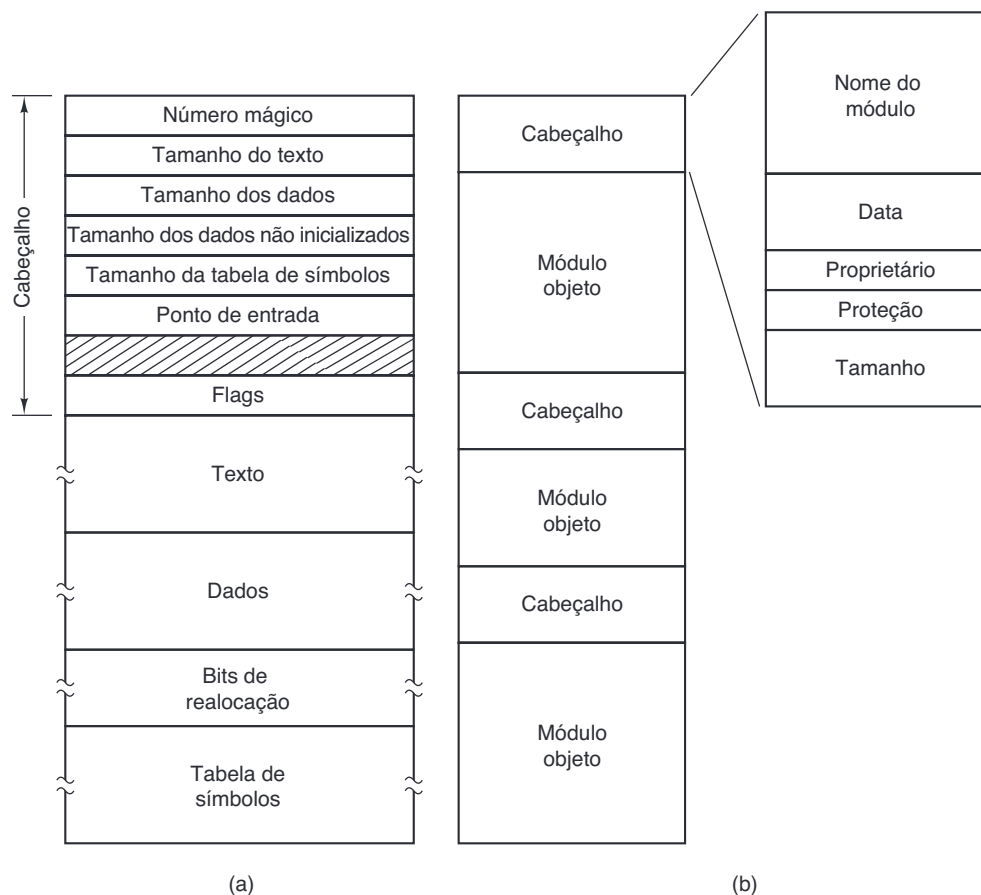 Cabeçalho
Número mágico
Tamanho do texto
Tamanho dos dados
Tamanho dos dados não inicializados
Tamanho da tabela de símbolos
Ponto de entrada
Flags
Texto
Dados
Bits de
realocação
Tabela de
símbolos
(a)
Cabeçalho
Módulo
objeto
Cabeçalho
Módulo
objeto
Cabeçalho
Módulo
objeto
Nome do
módulo
Data
Proprietário
Proteção
Tamanho
(b)